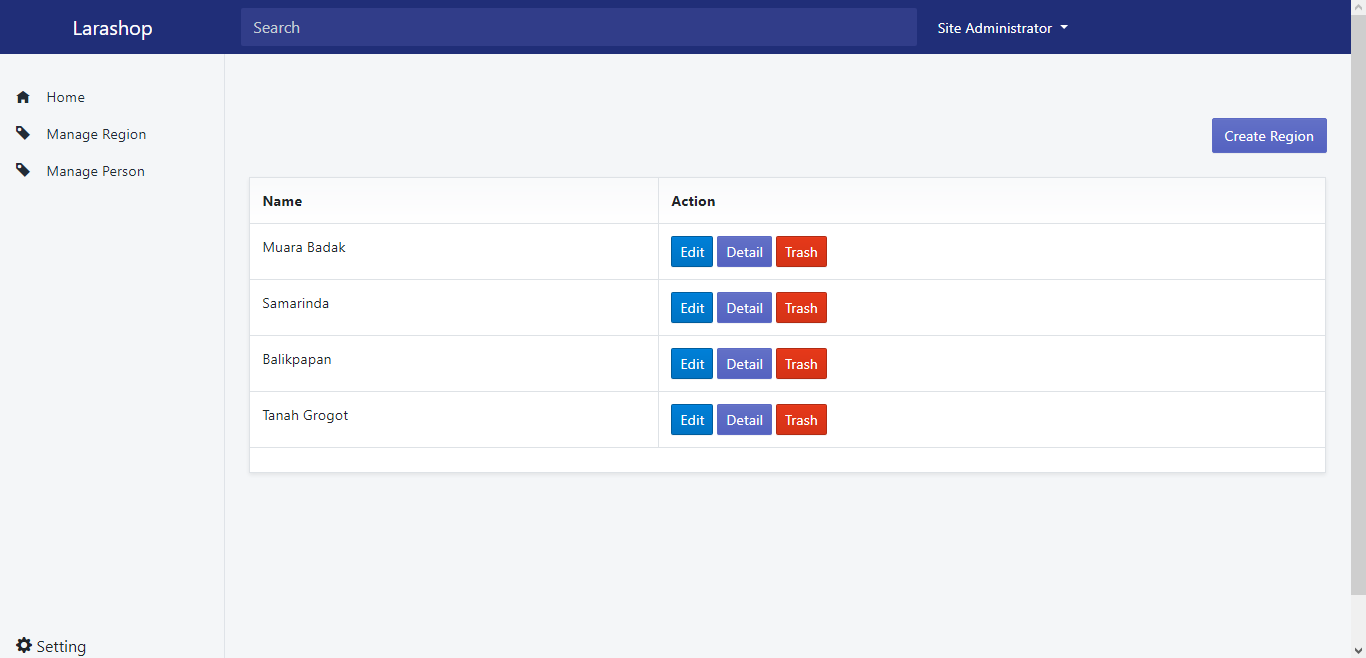 Larashop
Search
Site Administrator
Home
Manage Region
Manage Person
Create Region
Name Action
Muara Badak Edit Detail Trash
Samarinda Edit Detail Trash
Balikpapan Edit Detail Trash
Tanah Grogot Edit Detail Trash
Setting